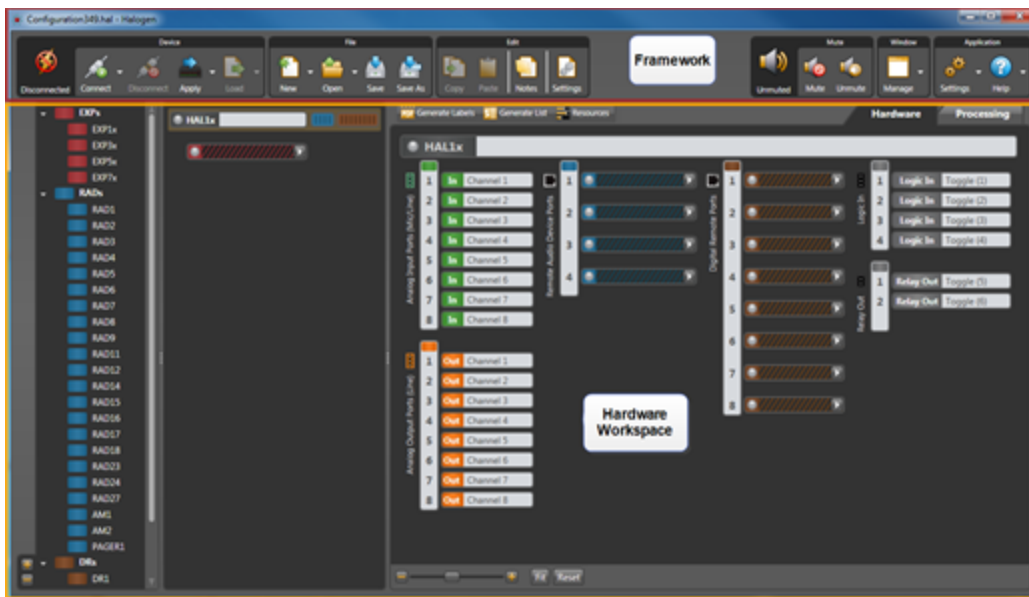 Configuration349.hal - Halogen
Device
File
Edit
Mute
Window
Application
Framework
Disconnected
Connect
Disconnect
Apply
Load
New
Open
Save
Save As
Copy
Paste
Notes
Settings
Unmuted
Mute
Unmute
Manage
Settings
Help
EXPs
EXP1x
EXP3x
EXP5x
EXP7x
RADs
RAD1
RAD2
RAD3
RAD4
RAD5
RAD6
RAD7
RAD8
RAD9
RAD11
RAD12
RAD14
RAD15
RAD16
RAD17
RAD18
RAD23
RAD24
RAD27
AM1
AM2
PAGER1
DRs
DR1
HAL1x
Generate Labels
Generate List
Resources
Hardware
Processing
HAL1x
Analog Input Ports (Mic/Line)
1 In Channel 1
2 In Channel 2
3 In Channel 3
4 In Channel 4
5 In Channel 5
6 In Channel 6
7 In Channel 7
8 In Channel 8
Analog Output Ports (Line)
1 Out Channel 1
2 Out Channel 2
3 Out Channel 3
4 Out Channel 4
5 Out Channel 5
6 Out Channel 6
7 Out Channel 7
8 Out Channel 8
Remote Audio Device Ports
1
2
3
4
Digital Remote Ports
1
2
3
4
5
6
7
8
Logic In
1 Logic In Toggle (1)
2 Logic In Toggle (2)
3 Logic In Toggle (3)
4 Logic In Toggle (4)
Relay Out
1 Relay Out Toggle (5)
2 Relay Out Toggle (6)
Hardware
Workspace
Fit
Reset